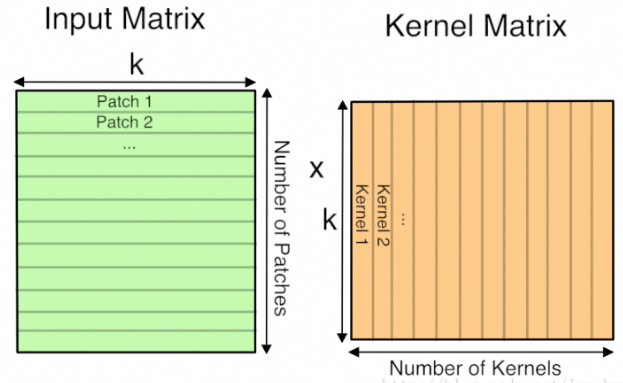 Input Matrix
Kernel Matrix
k
Patch 1
Patch 2
...
Number of Patches
x
k
Kernel 1
Kernel 2
...
Number of Kernels